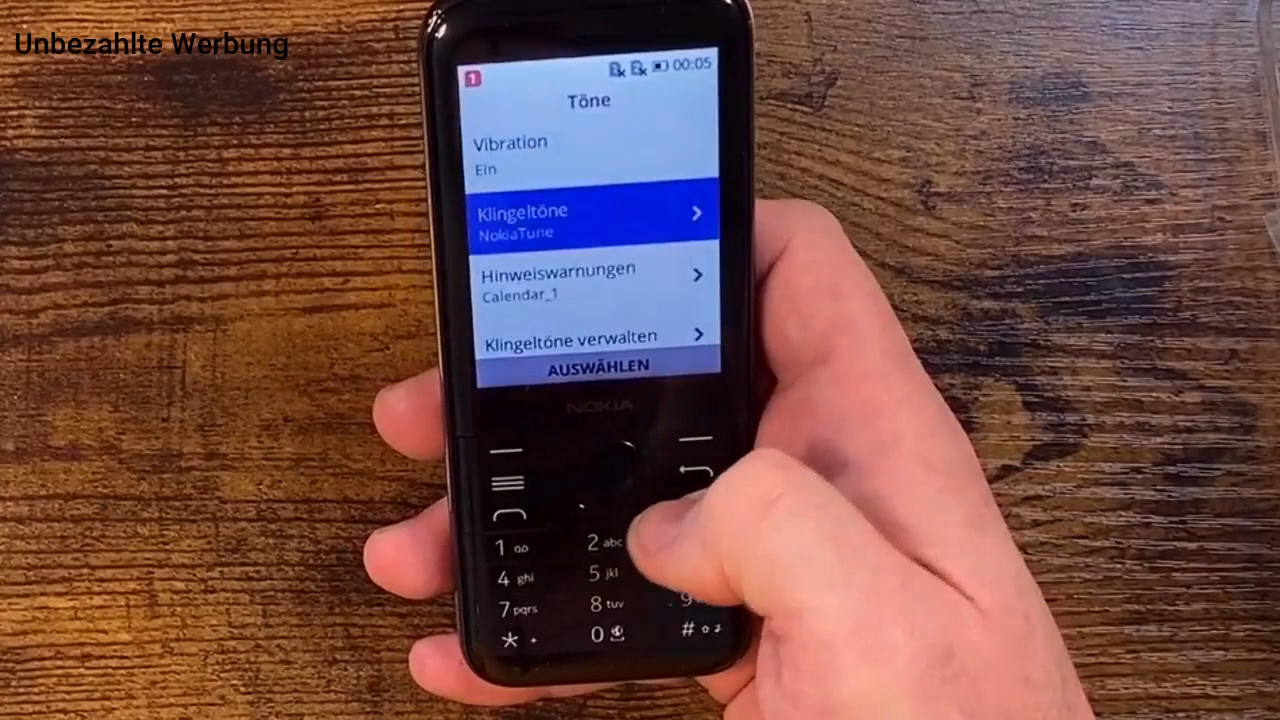 Unbezahlte Werbung
1
00:05
Töne
Vibration
Ein
Klingeltöne
NokiaTune
Hinweiswarnungen
Calendar_1
Klingeltöne verwalten
AUSWÄHLEN
NOKIA
1
2 abc
4 ghi
5 jkl
7 pqrs
8 tuv
9
* +
0
#